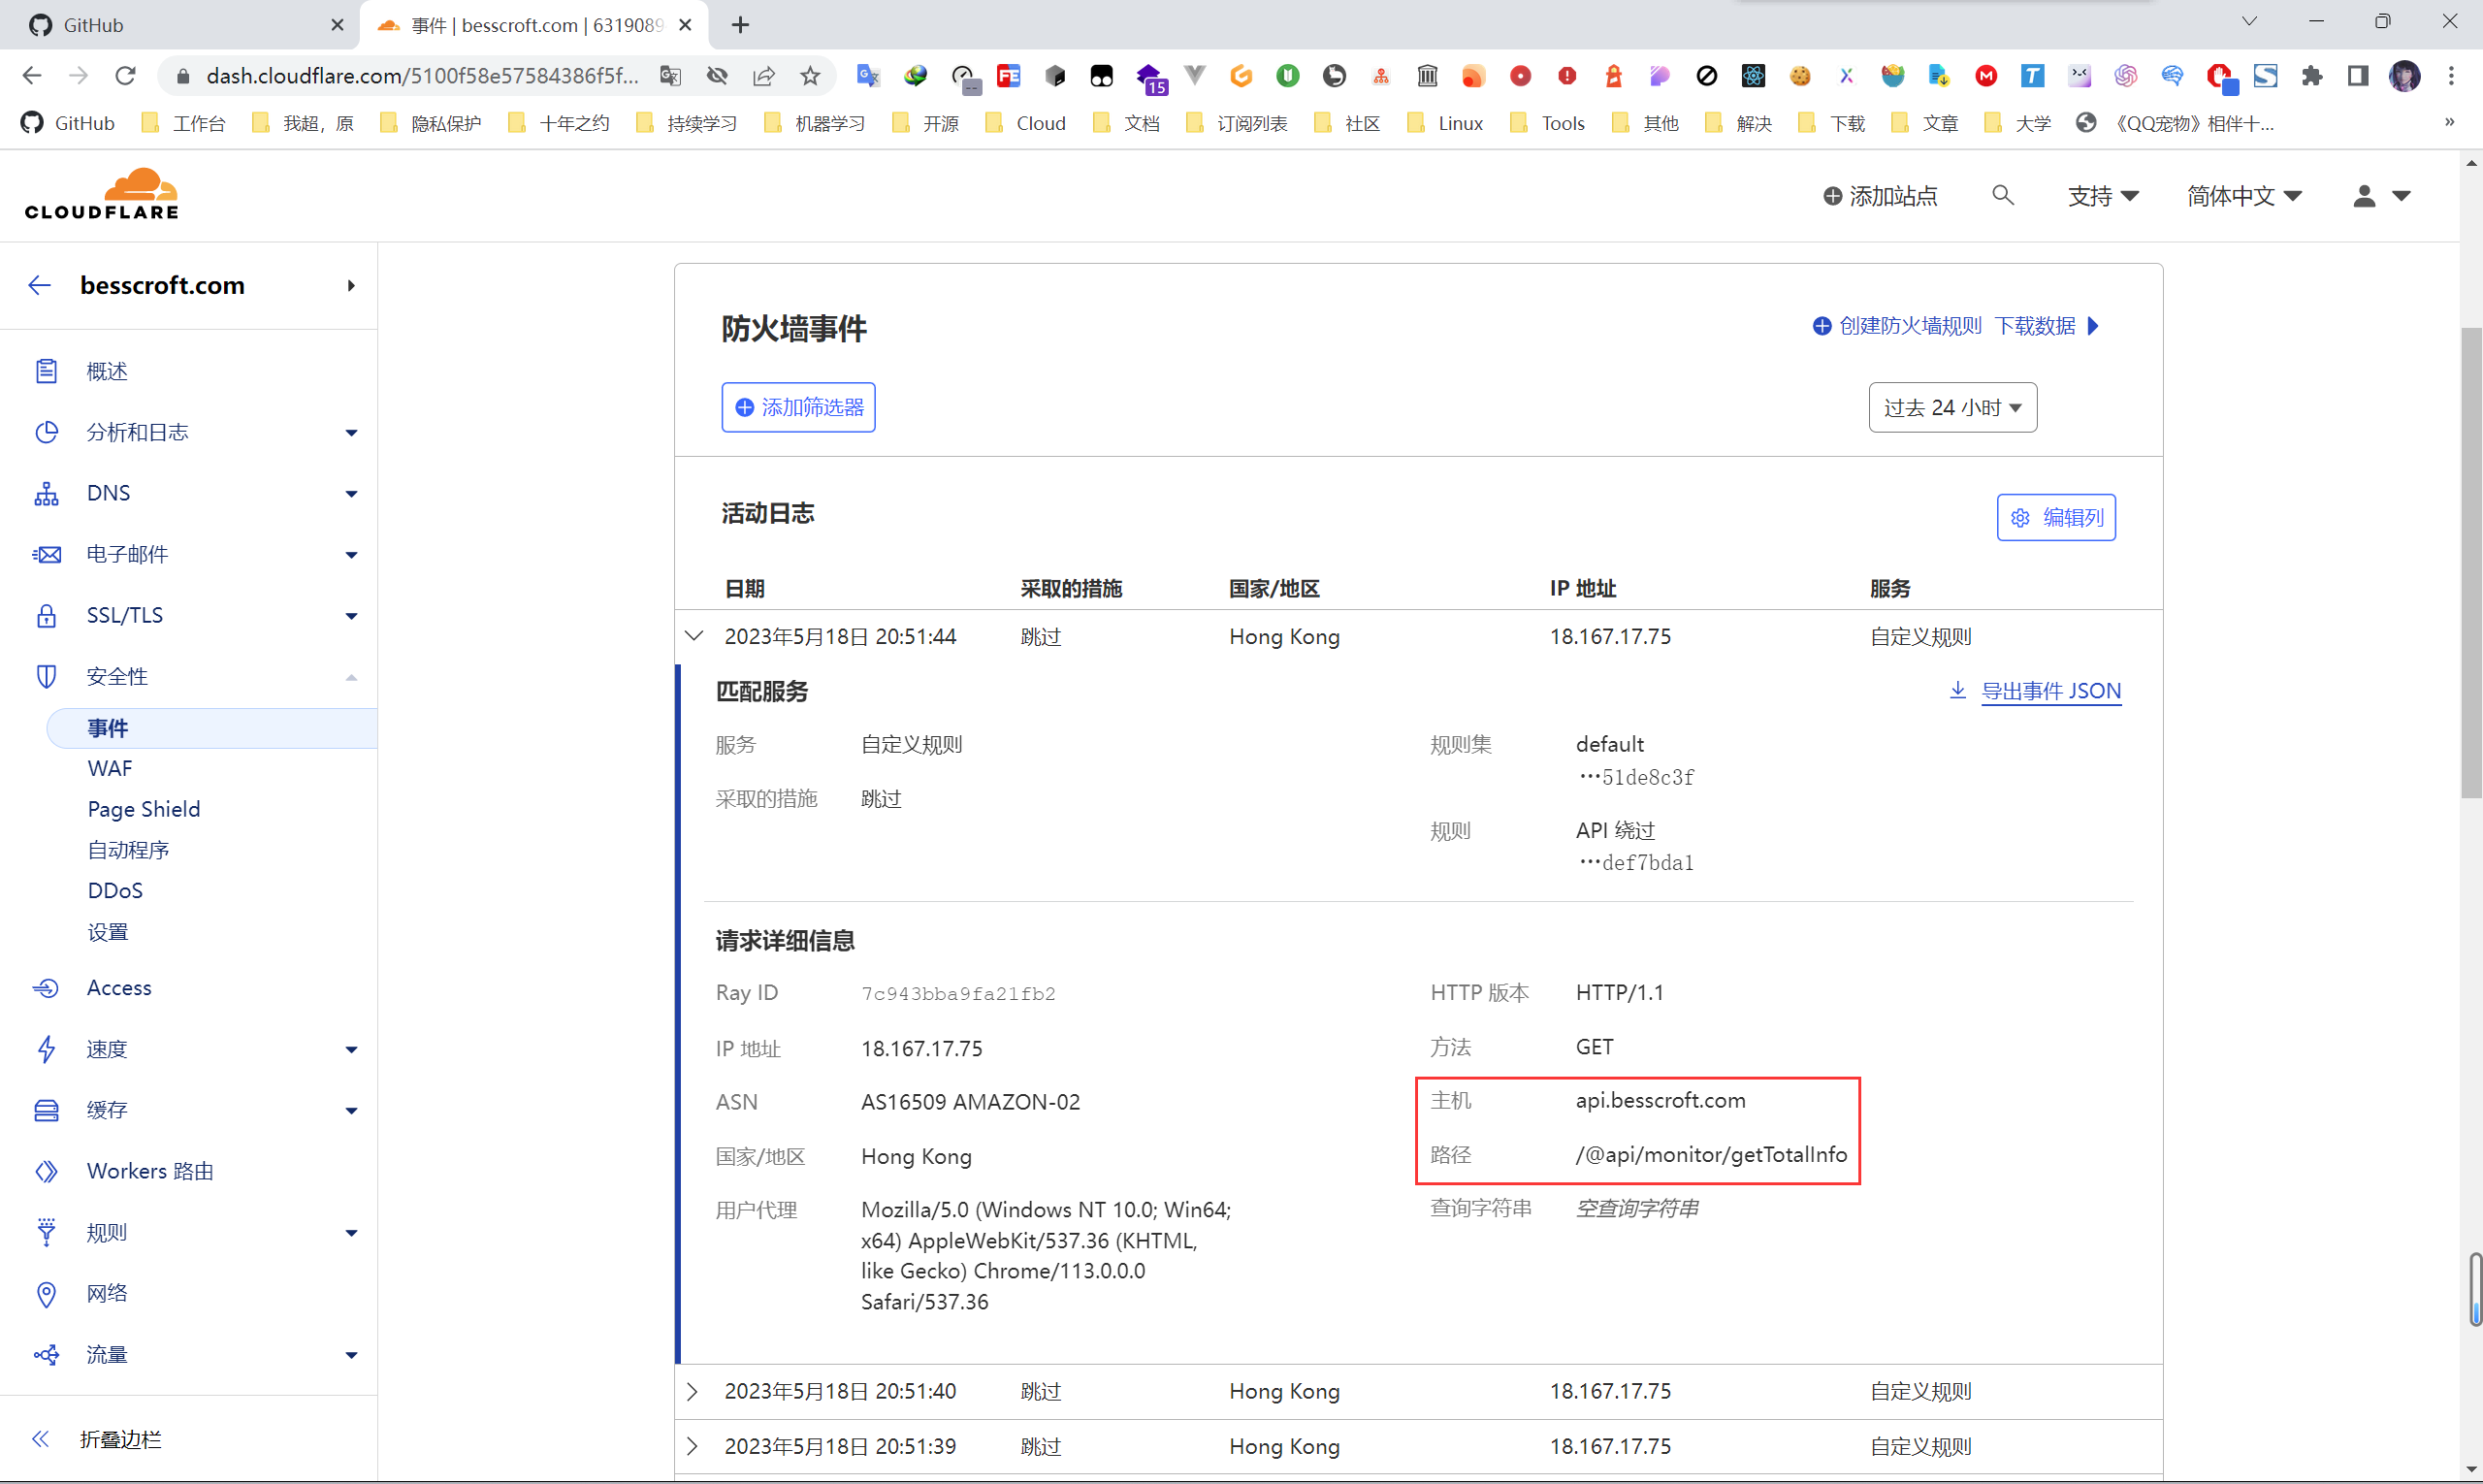 GitHub
事件 | besscroft.com | 6319089
dash.cloudflare.com/5100f58e57584386f5f...
15
GitHub
工作台
我超，原
隐私保护
十年之约
持续学习
机器学习
开源
Cloud
文档
订阅列表
社区
Linux
Tools
其他
解决
下载
文章
大学
《QQ宠物》相伴十...
»
CLOUDFLARE
添加站点
支持
简体中文
besscroft.com
概述
分析和日志
DNS
电子邮件
SSL/TLS
安全性
事件
WAF
Page Shield
自动程序
DDoS
设置
Access
速度
缓存
Workers 路由
规则
网络
流量
折叠边栏
防火墙事件
创建防火墙规则
下载数据
添加筛选器
过去 24 小时
活动日志
编辑列
日期 采取的措施 国家/地区 IP 地址 服务
2023年5月18日 20:51:44 跳过 Hong Kong 18.167.17.75 自定义规则
匹配服务
导出事件 JSON
服务 自定义规则
采取的措施 跳过
规则集 default
…51de8c3f
规则 API 绕过
…def7bda1
请求详细信息
Ray ID 7c943bba9fa21fb2
IP 地址 18.167.17.75
ASN AS16509 AMAZON-02
国家/地区 Hong Kong
用户代理 Mozilla/5.0 (Windows NT 10.0; Win64;
x64) AppleWebKit/537.36 (KHTML,
like Gecko) Chrome/113.0.0.0
Safari/537.36
HTTP 版本 HTTP/1.1
方法 GET
主机 api.besscroft.com
路径 /@api/monitor/getTotalInfo
查询字符串 空查询字符串
2023年5月18日 20:51:40 跳过 Hong Kong 18.167.17.75 自定义规则
2023年5月18日 20:51:39 跳过 Hong Kong 18.167.17.75 自定义规则